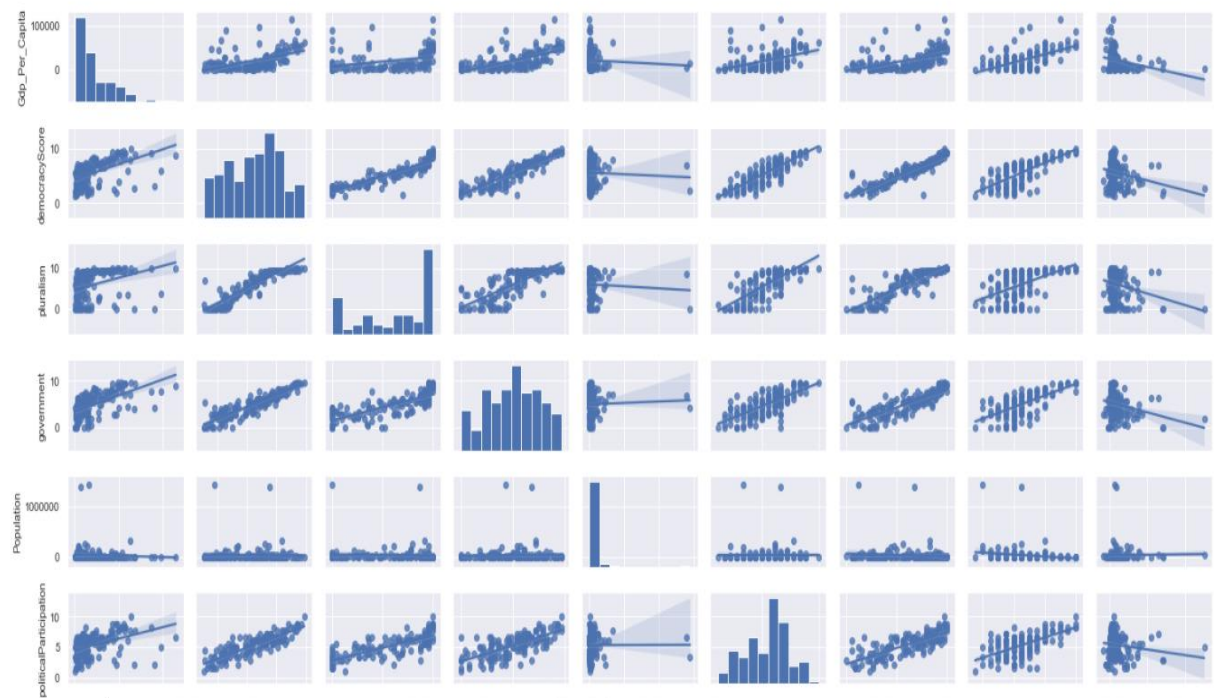 Gdp_Per_Capita
100000
0
democracyScore
10
0
pluralism
10
0
government
10
0
Population
1000000
0
politicalParticipation
10
5
0